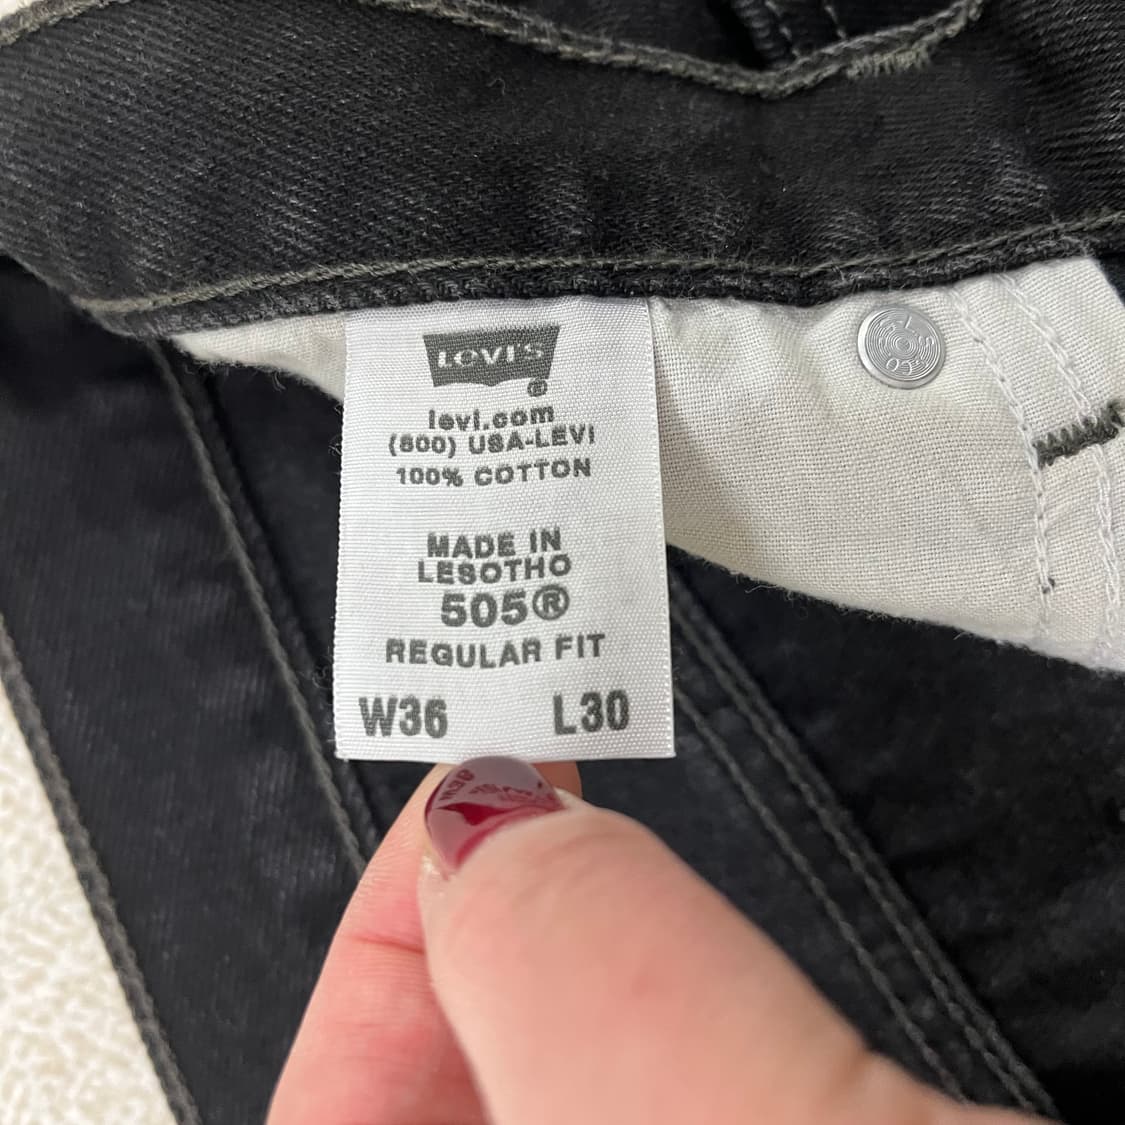 LEVI'S
®
levi.com
(800) USA-LEVI
100% COTTON
MADE IN
LESOTHO
505®
REGULAR FIT
W36 L30